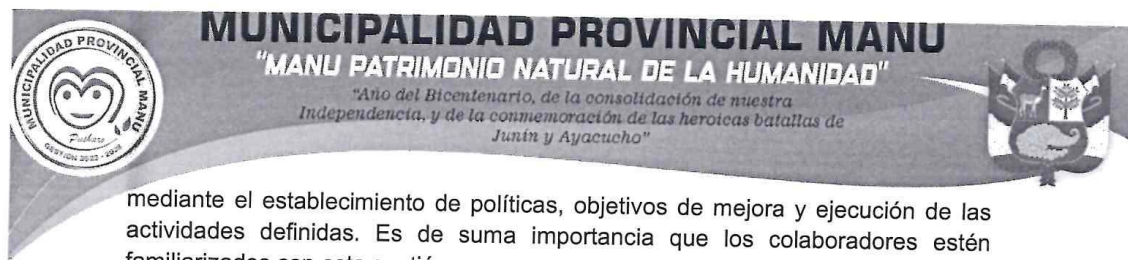 MUNICIPALIDAD PROVINCIAL MANU
"MANU PATRIMONIO NATURAL DE LA HUMANIDAD"
"Año del Bicentenario, de la consolidación de nuestra
Independencia, y de la conmemoración de las heroicas batallas de
Junín y Ayacucho"
MUNICIPALIDAD PROVINCIAL MANU
Pusharo
mediante el establecimiento de políticas, objetivos de mejora y ejecución de las
actividades definidas. Es de suma importancia que los colaboradores estén